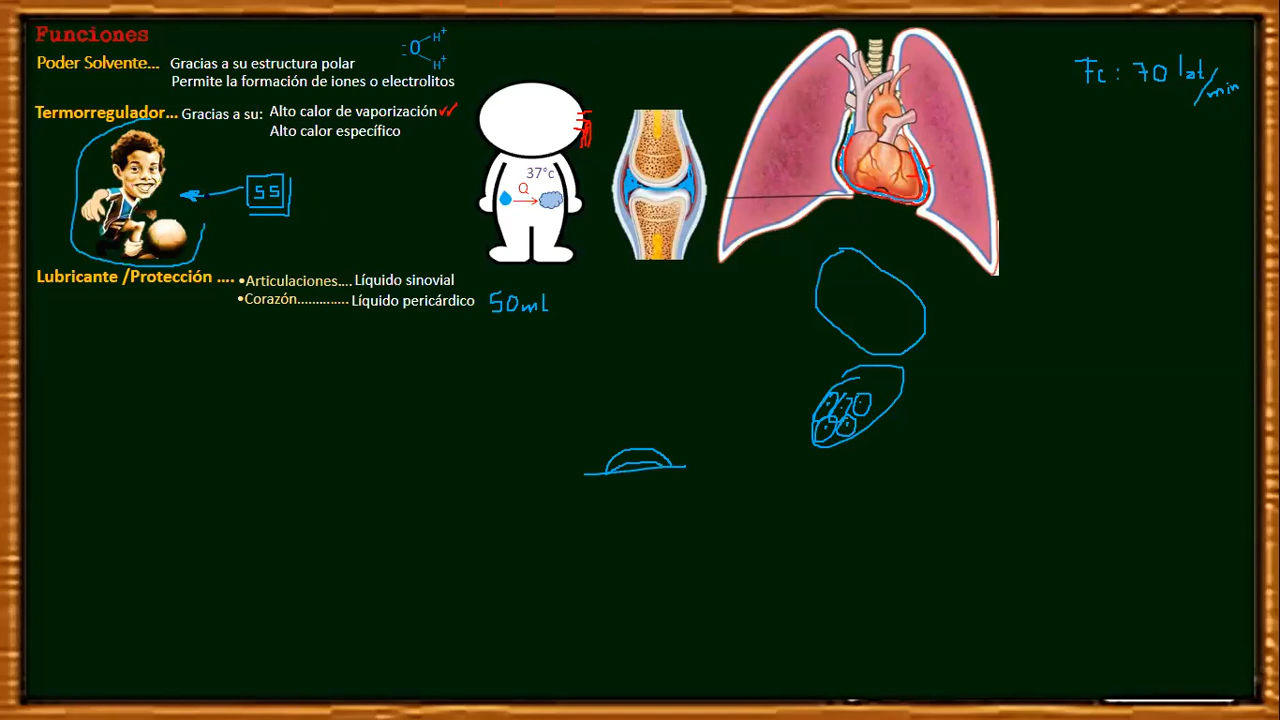 Funciones
Poder Solvente... Gracias a su estructura polar
Permite la formación de iones o electrolitos
O H+
H+
Termorregulador... Gracias a su: Alto calor de vaporización
Alto calor específico
55
37°c
Q
Fc: 70 lat/min
Lubricante /Protección .... •Articulaciones.... Líquido sinovial
•Corazón............. Líquido pericárdico 50ml